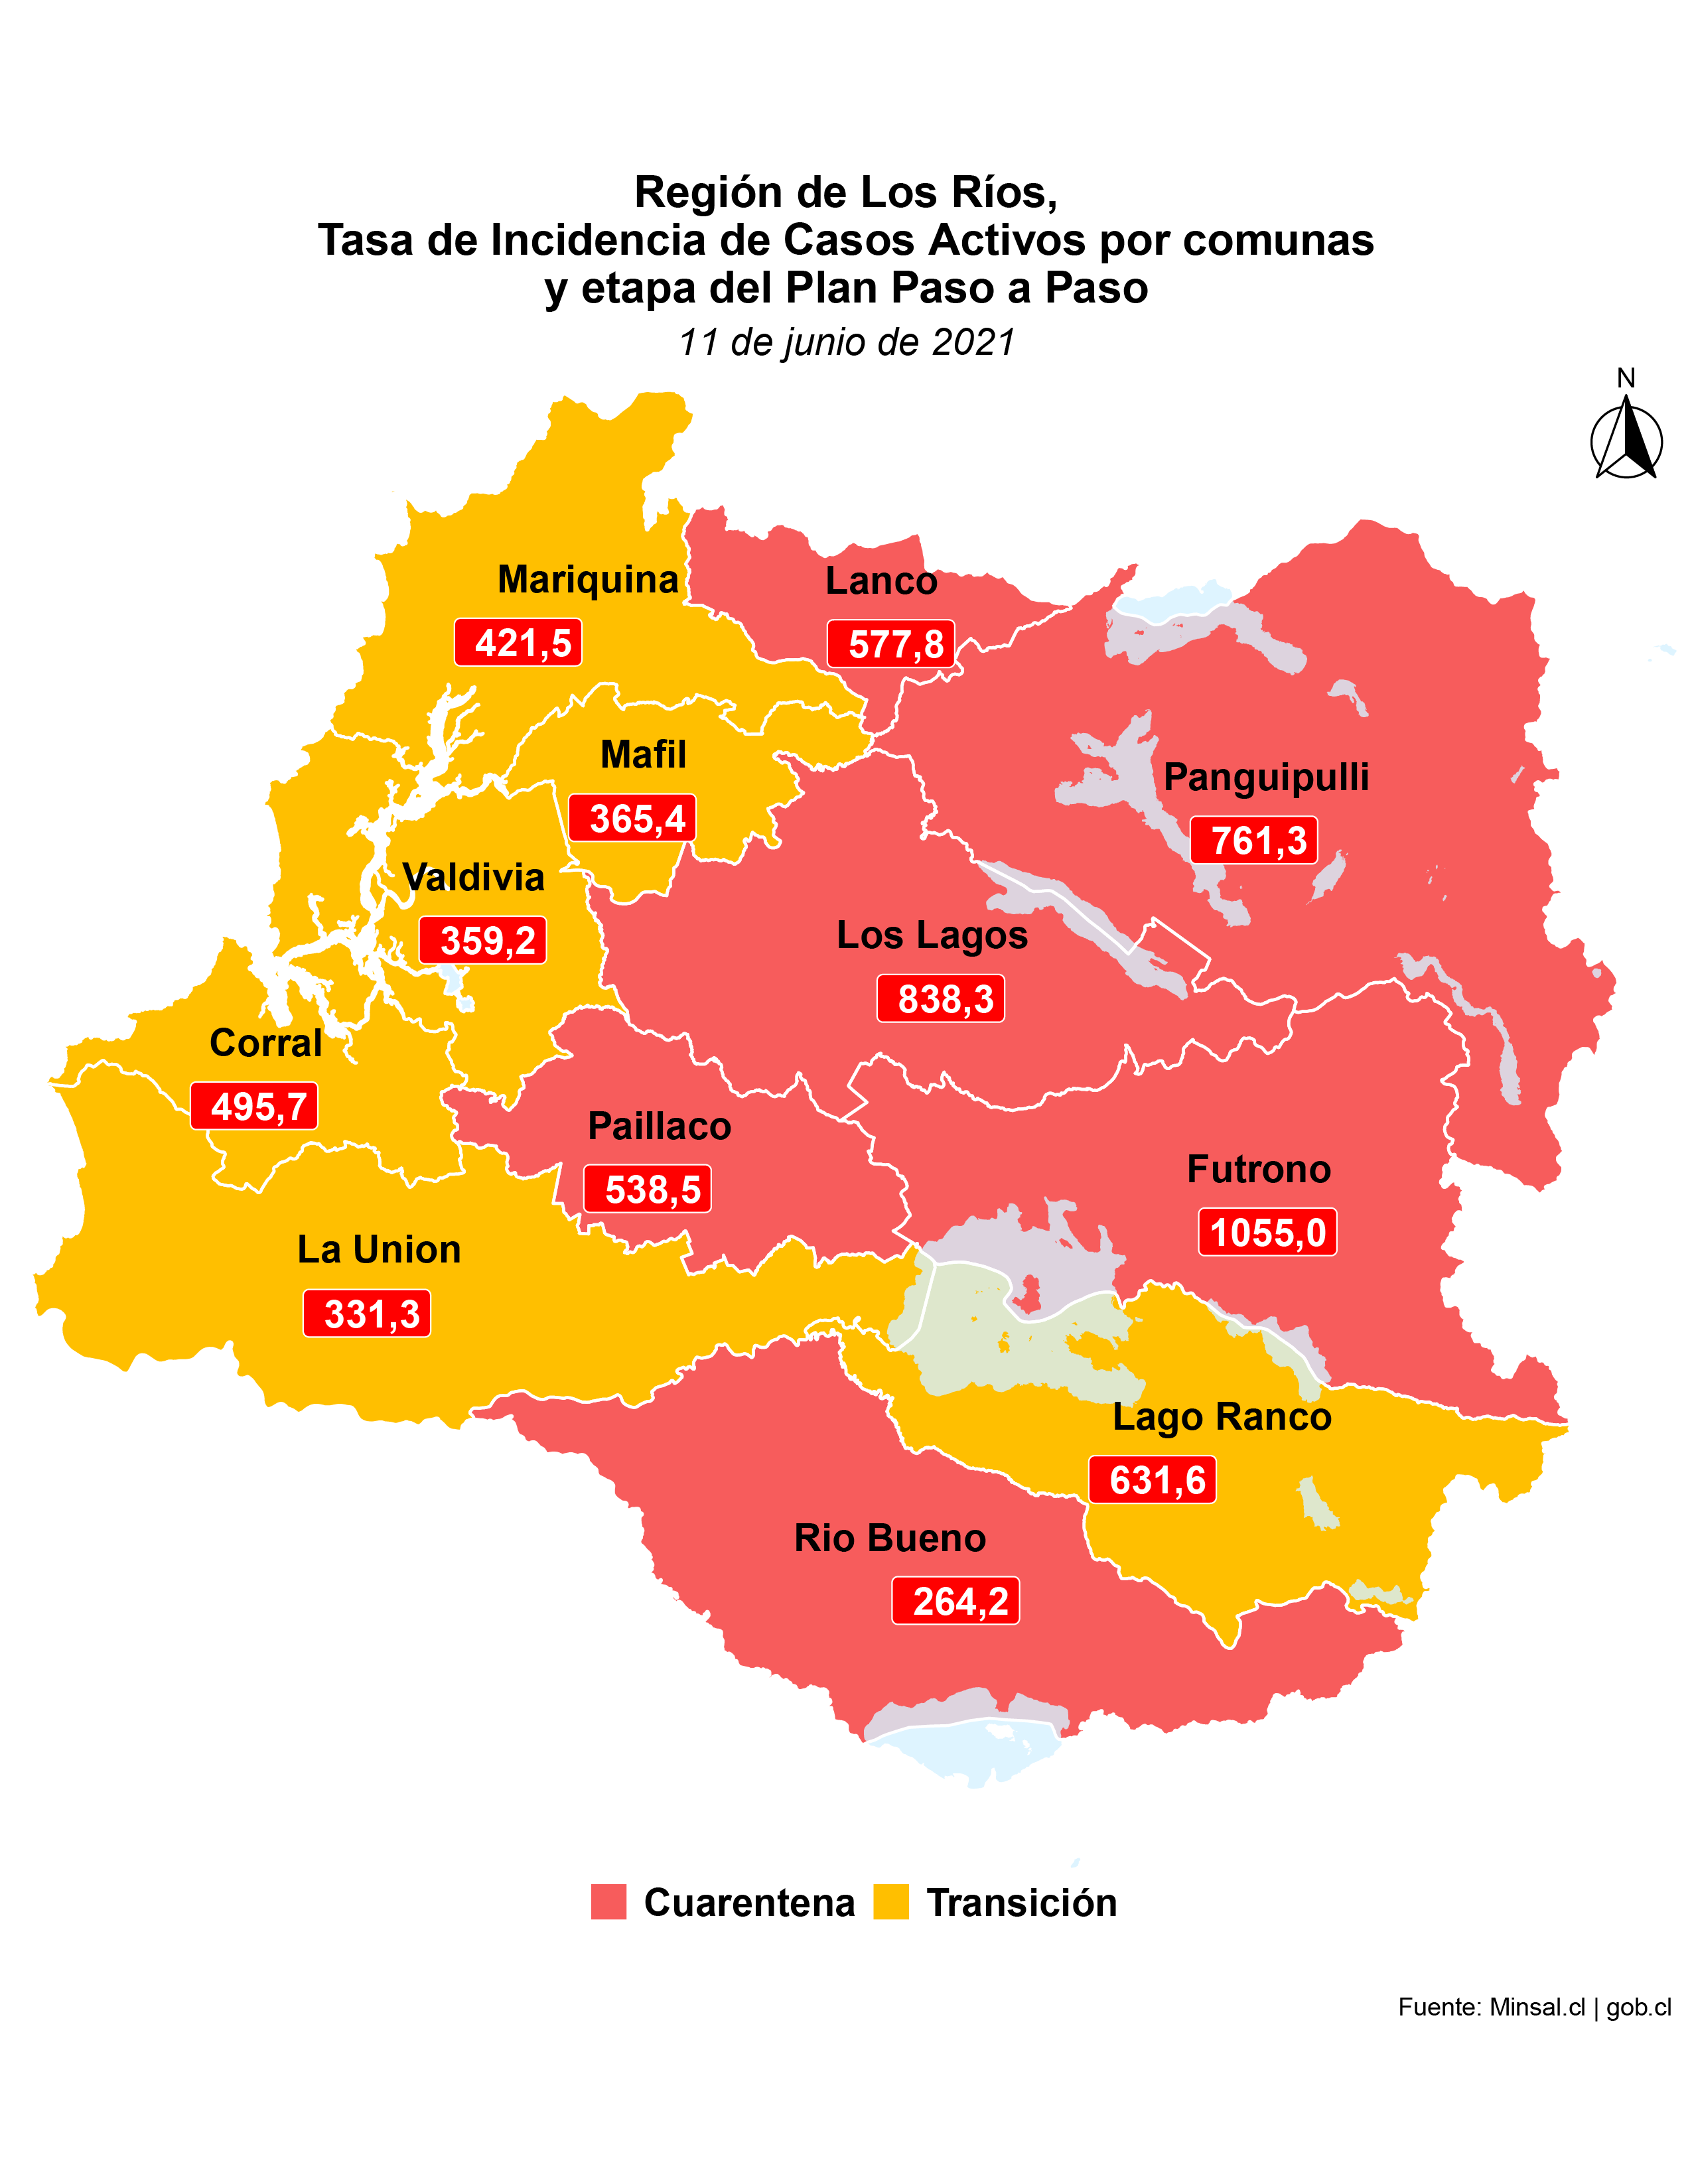 Región de Los Ríos,
Tasa de Incidencia de Casos Activos por comunas
y etapa del Plan Paso a Paso
11 de junio de 2021
N
Mariquina
421,5
Lanco
577,8
Mafil
365,4
Panguipulli
761,3
Valdivia
359,2
Los Lagos
838,3
Corral
495,7
Paillaco
538,5
Futrono
1055,0
La Union
331,3
Lago Ranco
631,6
Rio Bueno
264,2
Cuarentena
Transición
Fuente: Minsal.cl | gob.cl